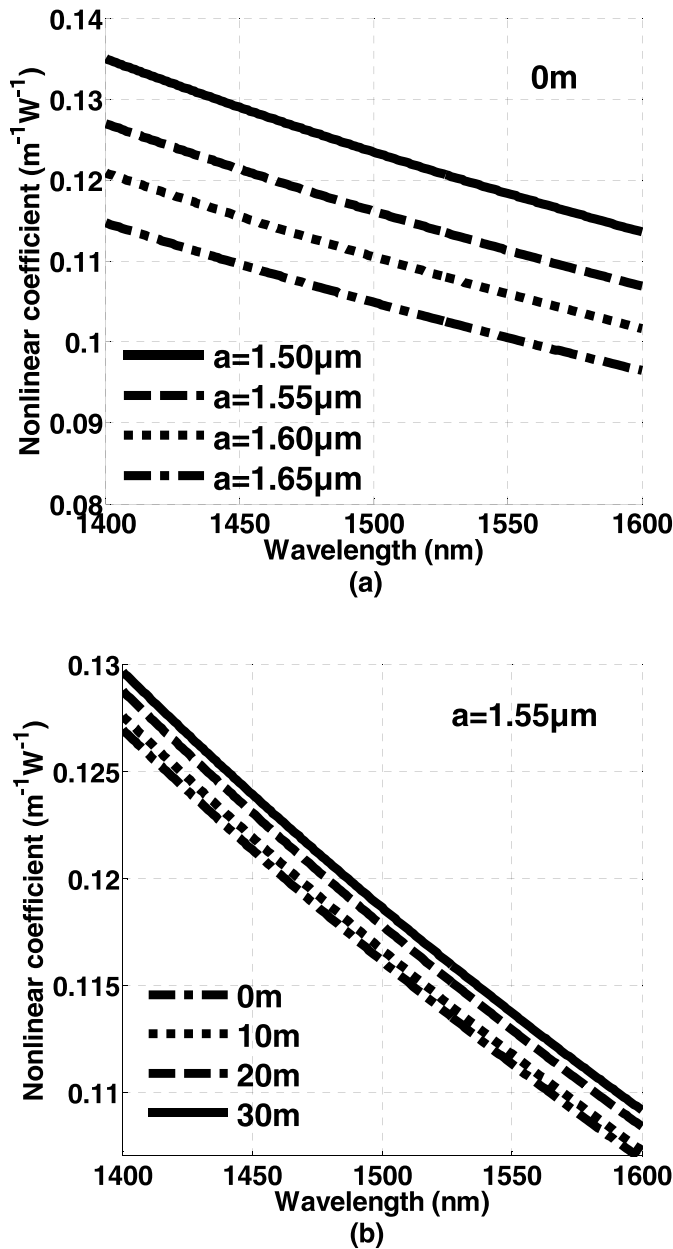 0.14
0m
0.13
0.12
0.11
0.1
0.09
0.08
Nonlinear coefficient (m⁻¹W⁻¹)
a=1.50μm
a=1.55μm
a=1.60μm
a=1.65μm
1400 1450 1500 1550 1600
Wavelength (nm)
(a)
0.13
a=1.55μm
0.125
0.12
0.115
0.11
Nonlinear coefficient (m⁻¹W⁻¹)
0m
10m
20m
30m
1400 1450 1500 1550 1600
Wavelength (nm)
(b)